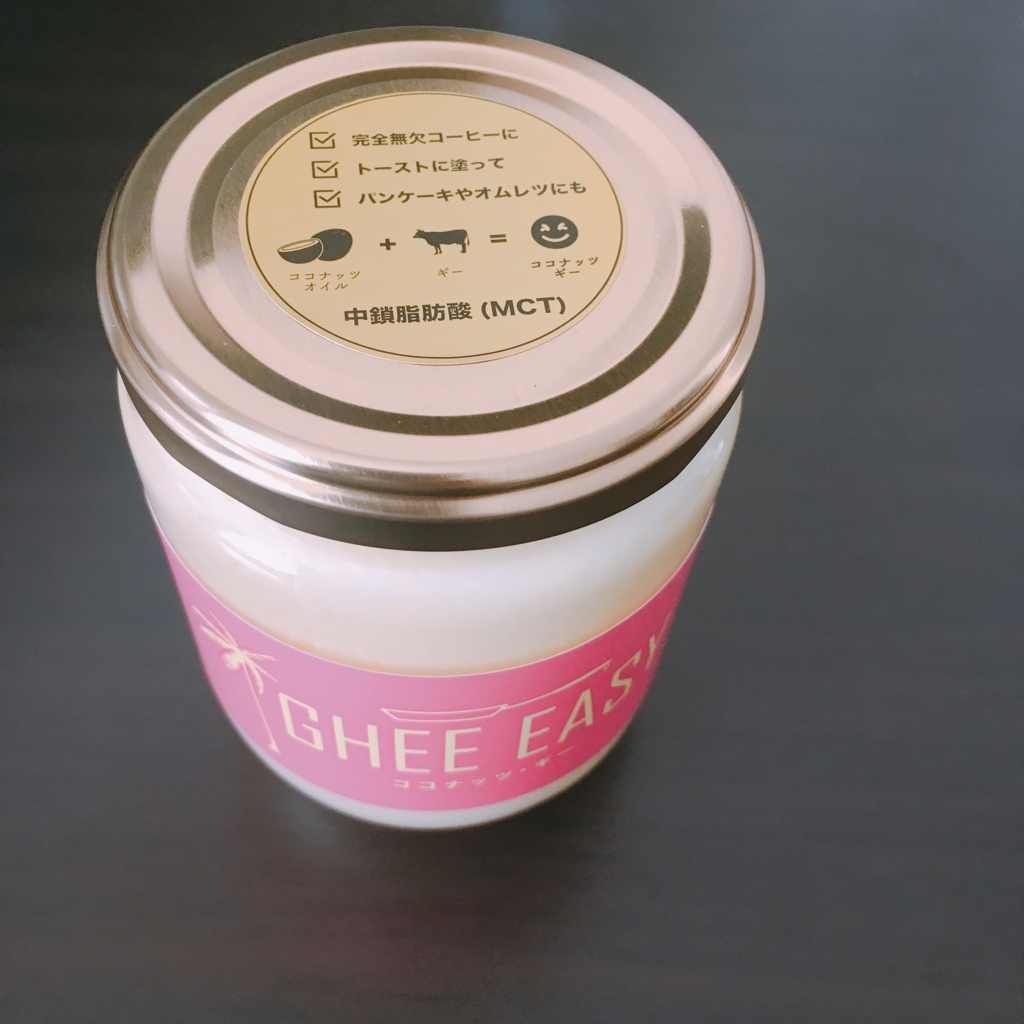 完全無欠コーヒーに
トーストに塗って
パンケーキやオムレツにも
+ =
ココナッツ
オイル
ギー
ココナッツ
ギー
中鎖脂肪酸 (MCT)
GHEE EASY
ココナッツ・ギー